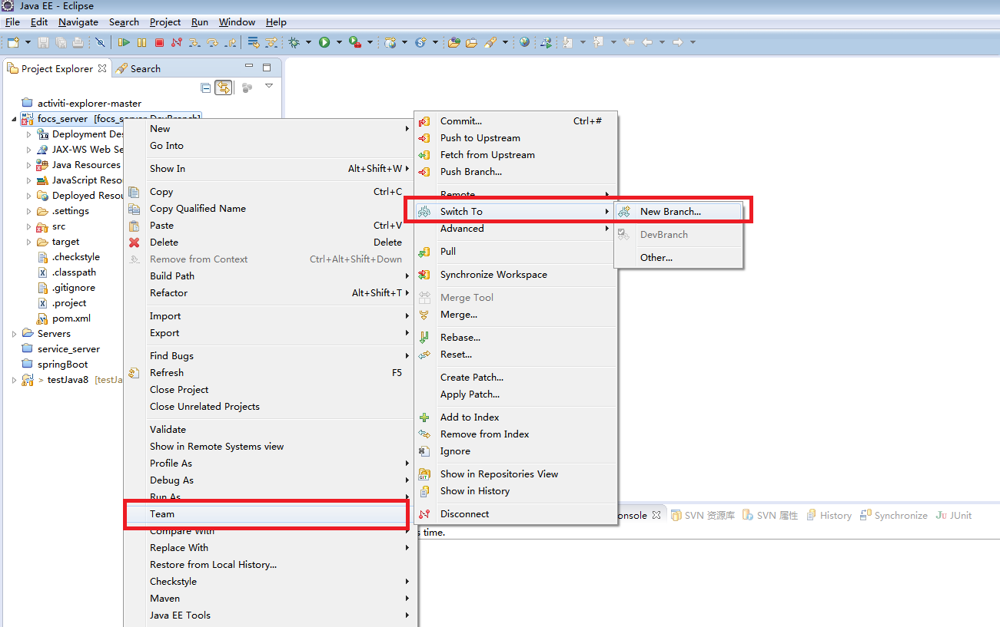 Java EE - Eclipse
File Edit Navigate Search Project Run Window Help
Project Explorer
Search
activiti-explorer-master
focs_server [focs_server DevBranch]
Deployment Des
JAX-WS Web Se
Java Resources
JavaScript Reso
Deployed Resou
.settings
src
target
.checkstyle
.classpath
.gitignore
.project
pom.xml
Servers
service_server
springBoot
> testJava8 [testJa
New
Go Into
Show In Alt+Shift+W
Copy Ctrl+C
Copy Qualified Name
Paste Ctrl+V
Delete Delete
Remove from Context Ctrl+Alt+Shift+Down
Build Path
Refactor Alt+Shift+T
Import
Export
Find Bugs
Refresh F5
Close Project
Close Unrelated Projects
Validate
Show in Remote Systems view
Profile As
Debug As
Run As
Team
Compare With
Replace With
Restore from Local History...
Checkstyle
Maven
Java EE Tools
Commit... Ctrl+#
Push to Upstream
Fetch from Upstream
Push Branch...
Remote
Switch To
Advanced
Pull
Synchronize Workspace
Merge Tool
Merge...
Rebase...
Reset...
Create Patch...
Apply Patch...
Add to Index
Remove from Index
Ignore
Show in Repositories View
Show in History
Disconnect
New Branch...
DevBranch
Other...
onsole
SVN 资源库
SVN 属性
History
Synchronize
JUnit
s time.